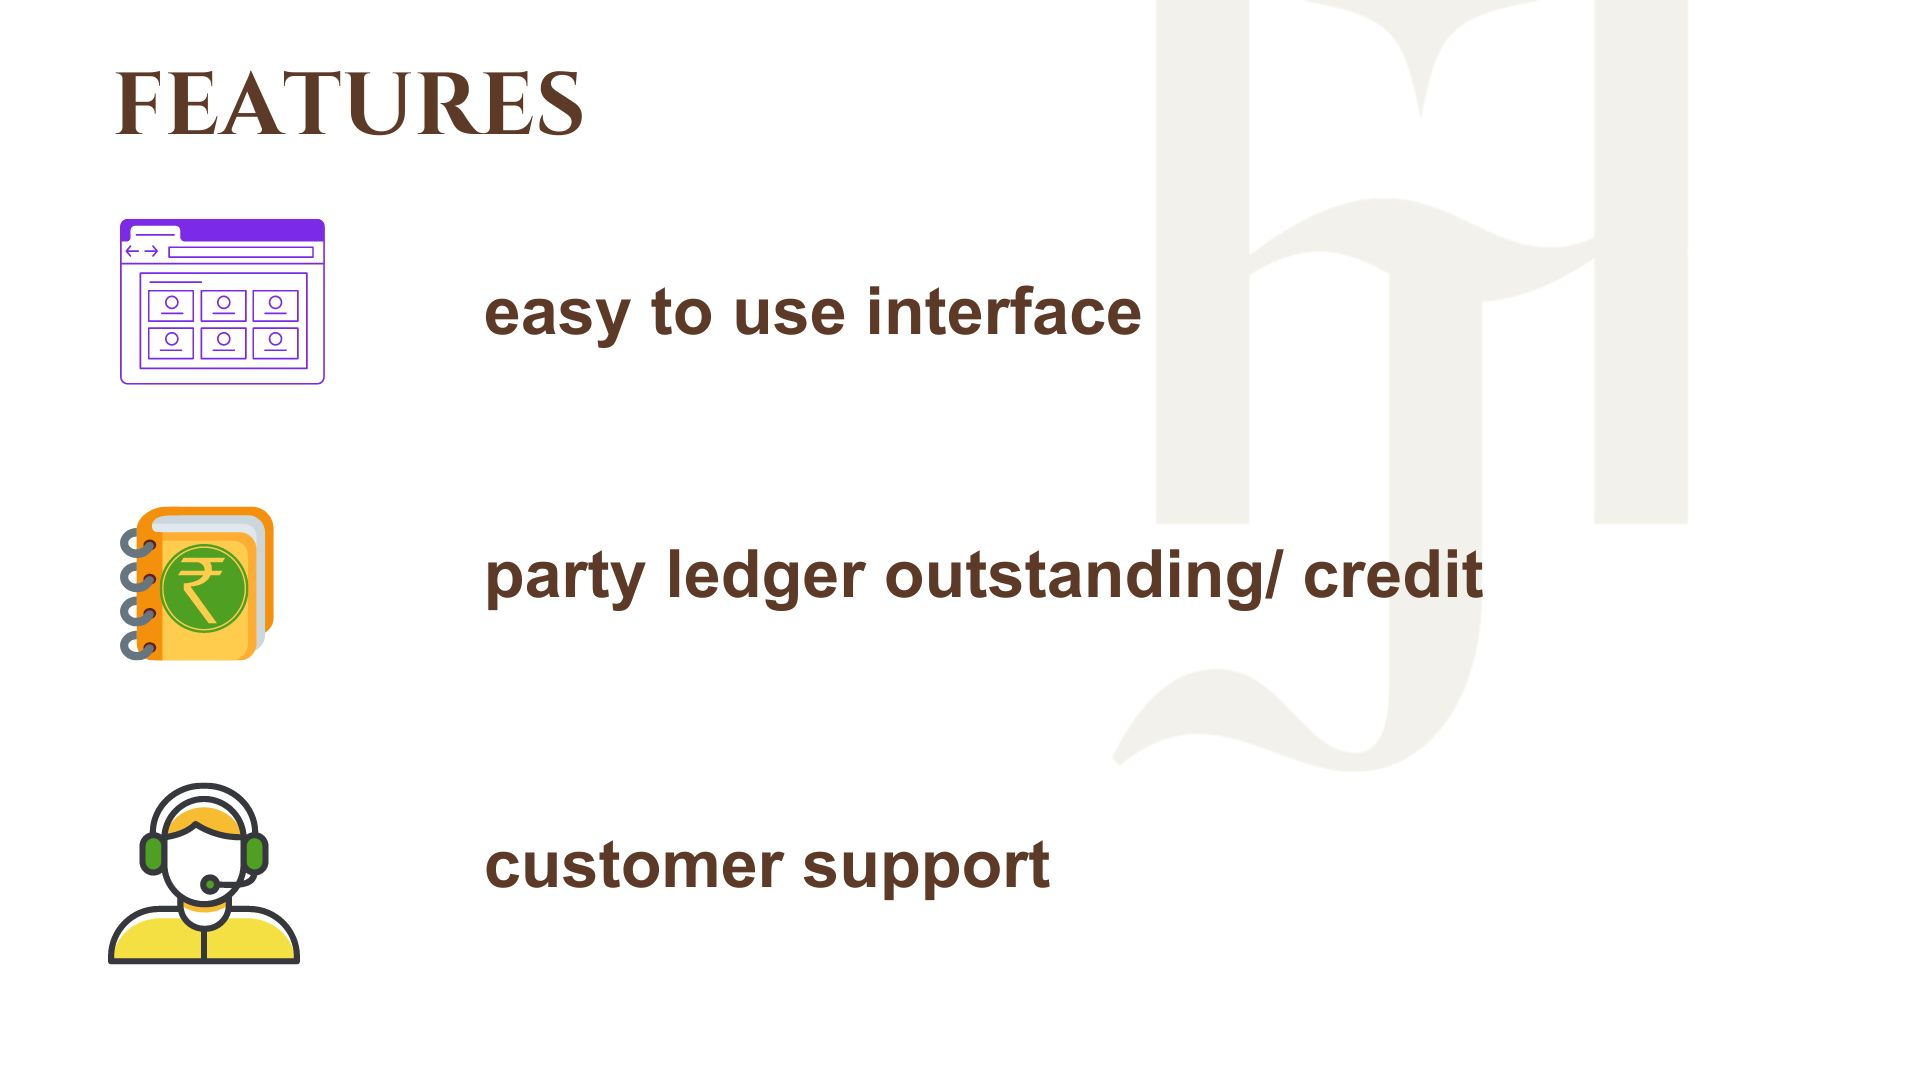 FEATURES
easy to use interface
₹
party ledger outstanding/ credit
customer support